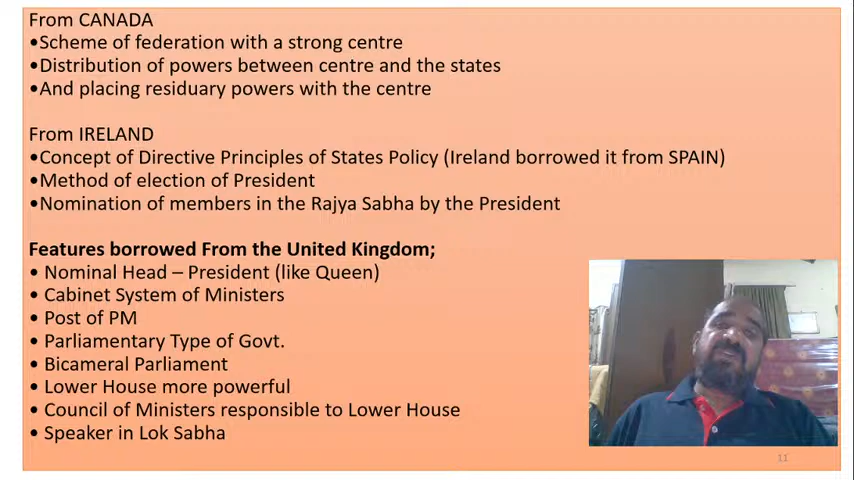 From CANADA
•Scheme of federation with a strong centre
•Distribution of powers between centre and the states
•And placing residuary powers with the centre
From IRELAND
•Concept of Directive Principles of States Policy (Ireland borrowed it from SPAIN)
•Method of election of President
•Nomination of members in the Rajya Sabha by the President
Features borrowed From the United Kingdom;
• Nominal Head – President (like Queen)
• Cabinet System of Ministers
• Post of PM
• Parliamentary Type of Govt.
• Bicameral Parliament
• Lower House more powerful
• Council of Ministers responsible to Lower House
• Speaker in Lok Sabha
11